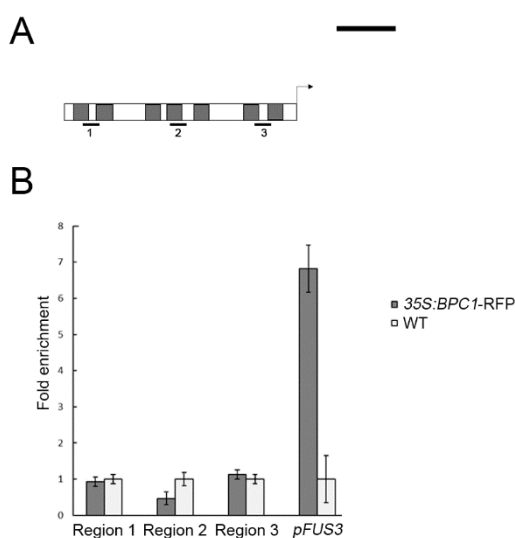 A
1 2 3
B
8
7
6
5
4
3
2
1
0
Fold enrichment
35S:BPC1-RFP
WT
Region 1 Region 2 Region 3 pFUS3